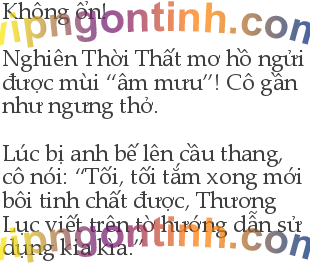 Không ổn!
vipngontinh.com
Nghiên Thời Thất mơ hồ ngửi
được mùi “âm mưu”! Cô gần
như ngưng thở.
Lúc bị anh bế lên cầu thang,
cô nói: “Tối, tối tắm xong mới
bôi tinh chất được, Thương
Lục viết trên tờ hướng dẫn sử
vipngontinh.com
dụng kia kìa.”